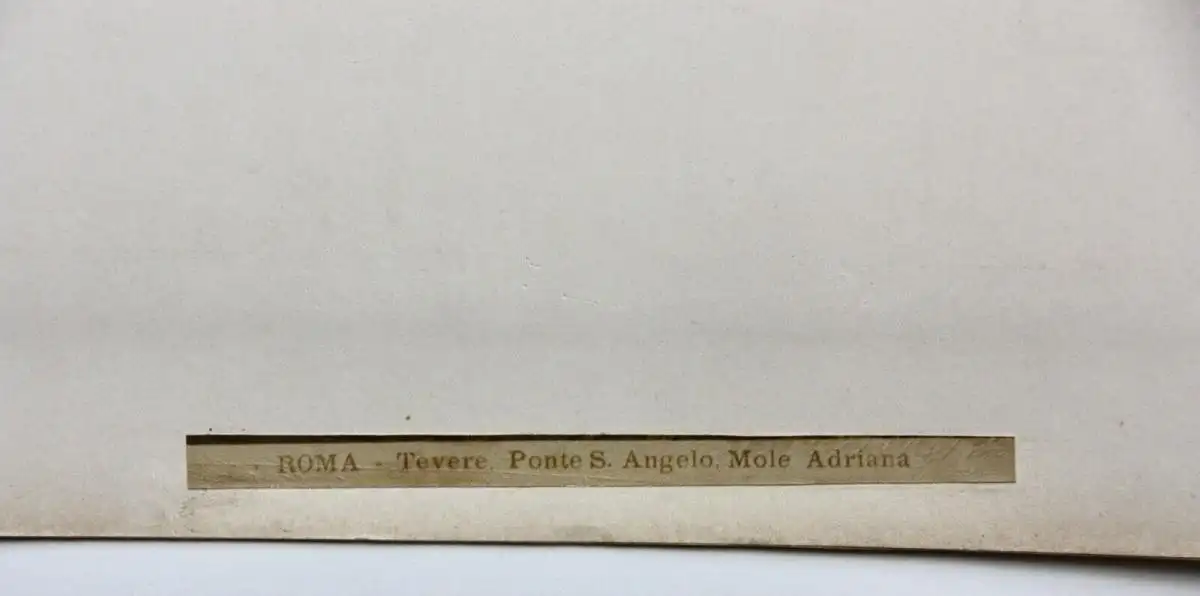 ROMA - Tevere, Ponte S. Angelo, Mole Adriana